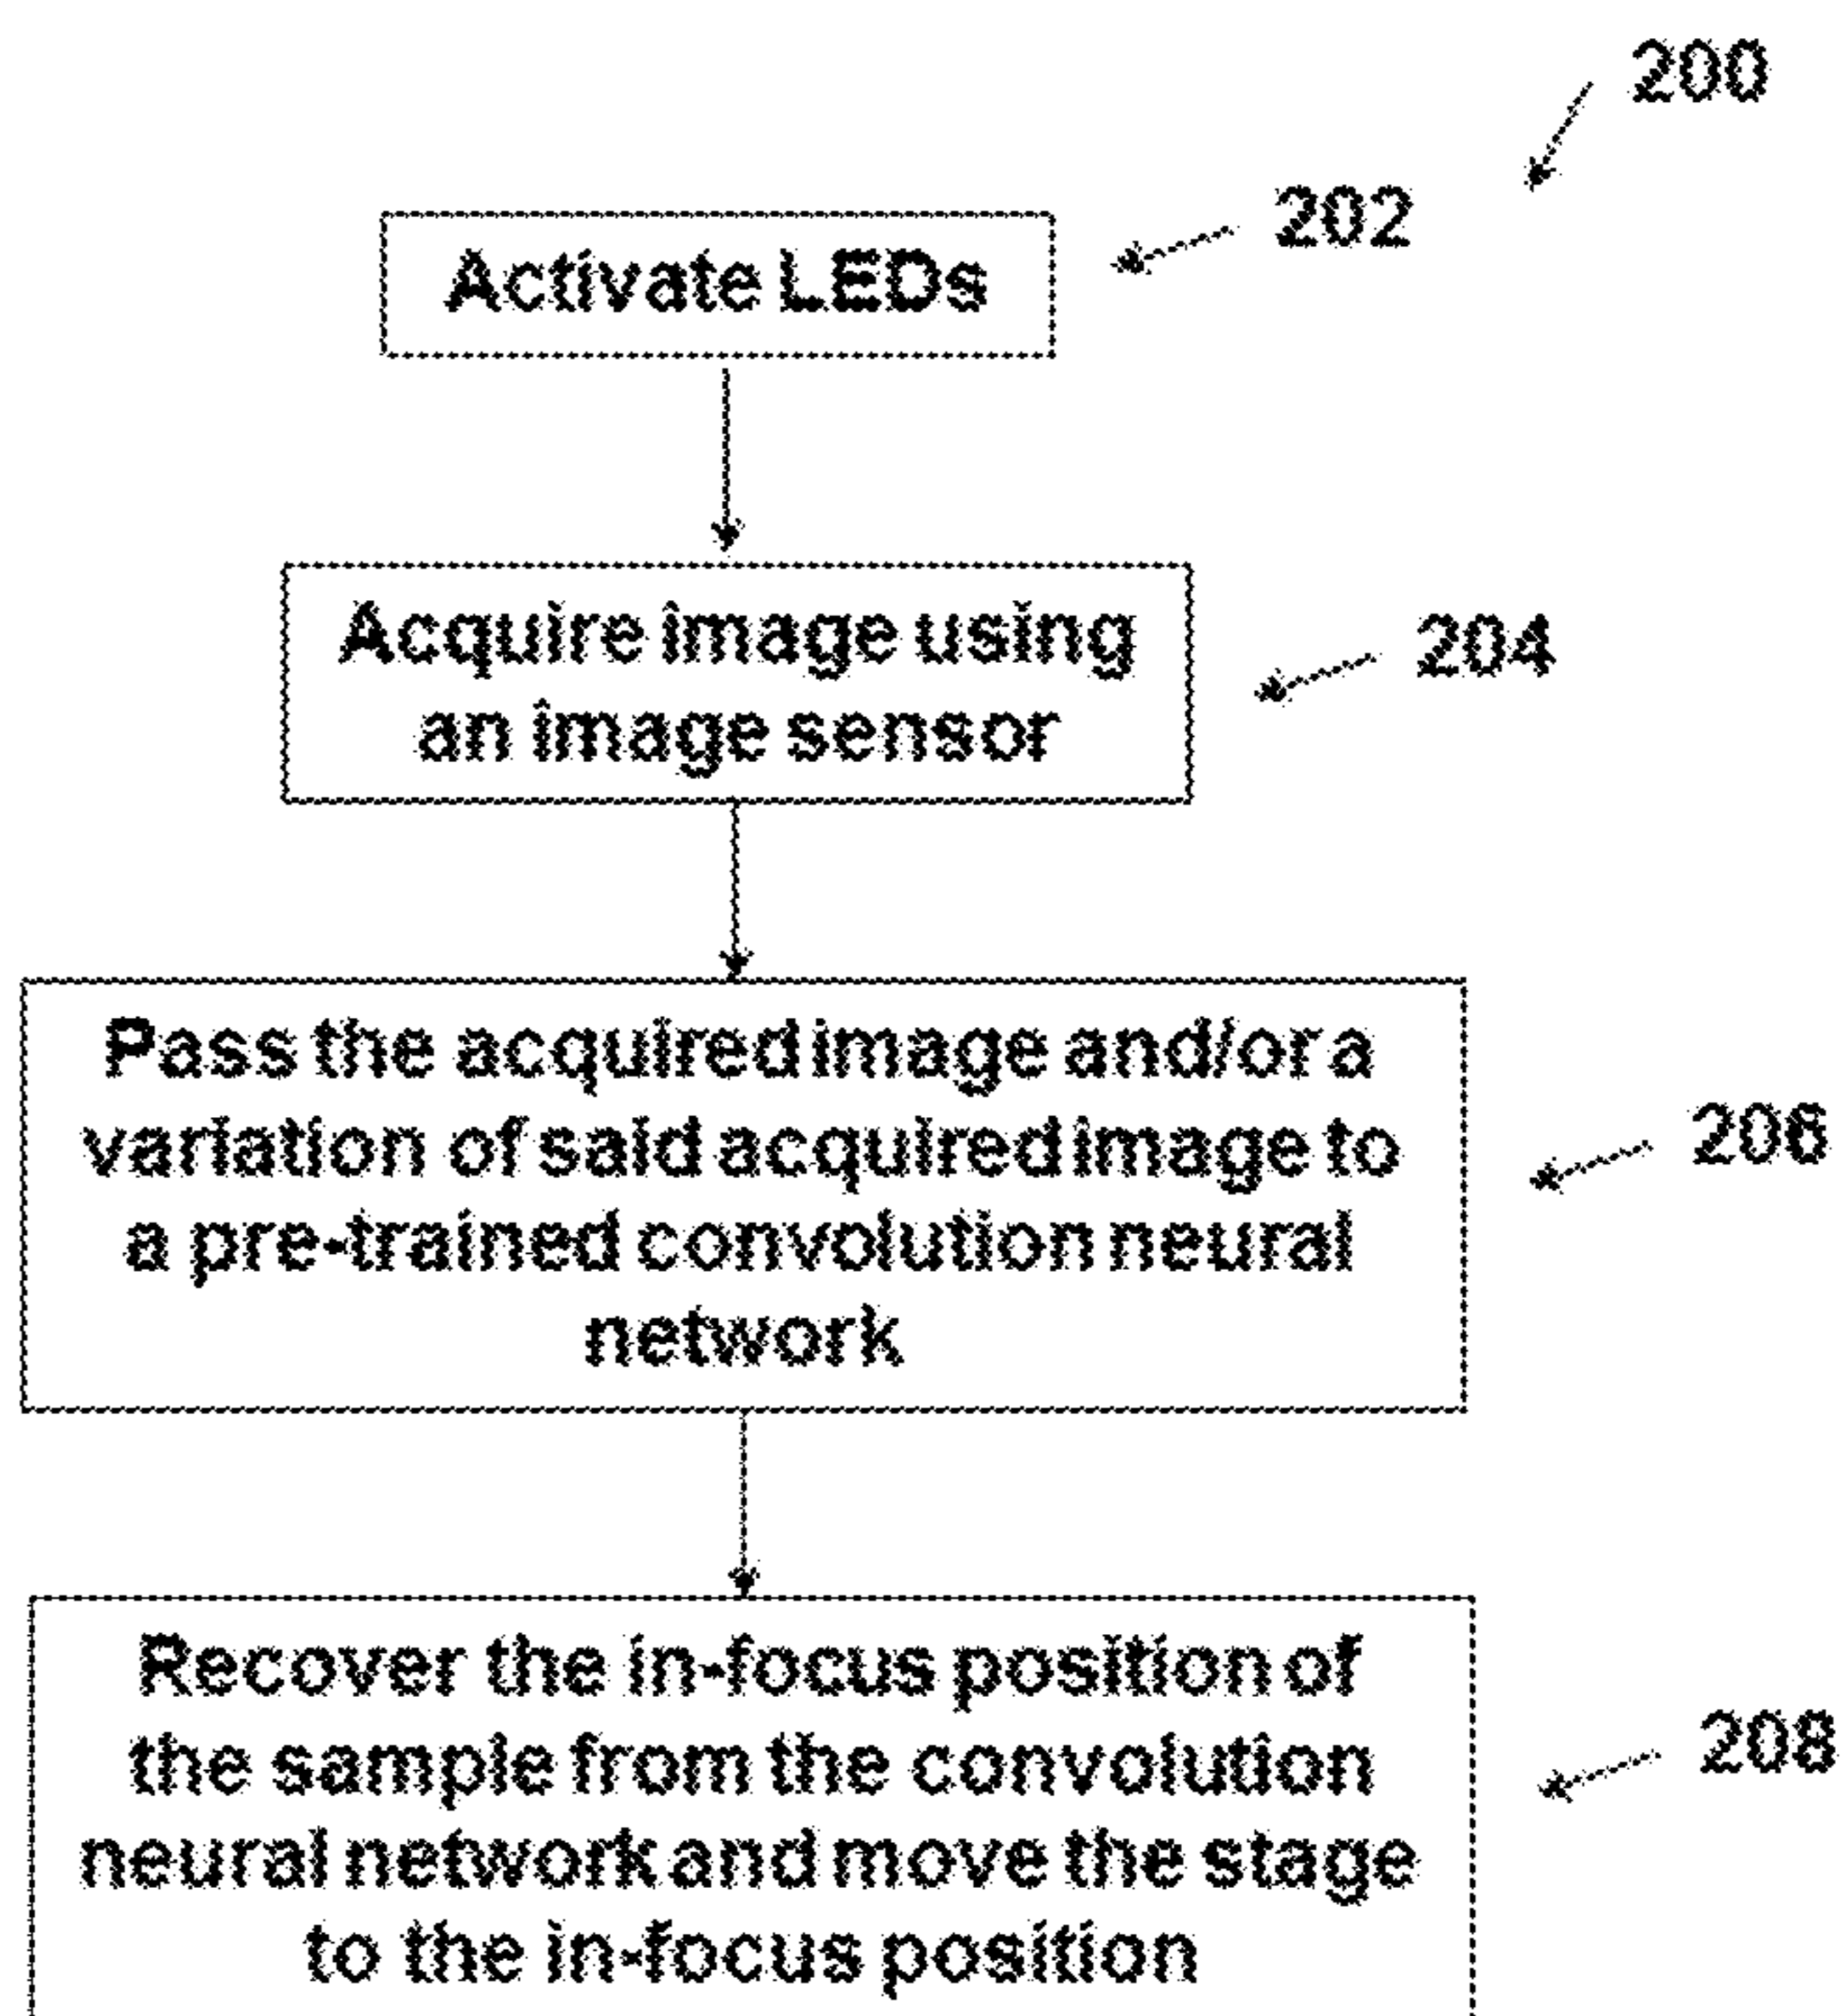 200
202
Activate LEDs
Acquire image using
an image sensor
204
Pass the acquired image and/or a
variation of said acquired image to
a pre-trained convolution neural
network
206
Recover the in-focus position of
the sample from the convolution
neural network and move the stage
to the in-focus position
208